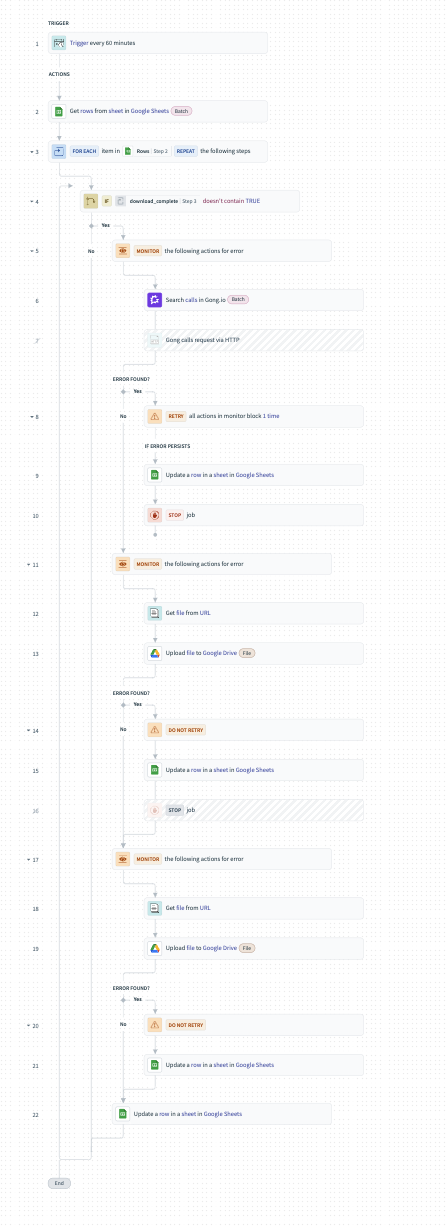 TRIGGER
1 Trigger every 60 minutes
ACTIONS
2 Get rows from sheet in Google Sheets Batch
3 FOR EACH item in Rows Step 2 REPEAT the following steps
4 IF download_complete Step 3 doesn't contain TRUE
Yes
No
5 MONITOR the following actions for error
6 Search calls in Gong.io Batch
7 Gong calls request via HTTP
ERROR FOUND?
Yes
No
8 RETRY all actions in monitor block 1 time
IF ERROR PERSISTS
9 Update a row in a sheet in Google Sheets
10 STOP job
11 MONITOR the following actions for error
12 Get file from URL
13 Upload file to Google Drive File
ERROR FOUND?
Yes
No
14 DO NOT RETRY
15 Update a row in a sheet in Google Sheets
16 STOP job
17 MONITOR the following actions for error
18 Get file from URL
19 Upload file to Google Drive File
ERROR FOUND?
Yes
No
20 DO NOT RETRY
21 Update a row in a sheet in Google Sheets
22 Update a row in a sheet in Google Sheets
End